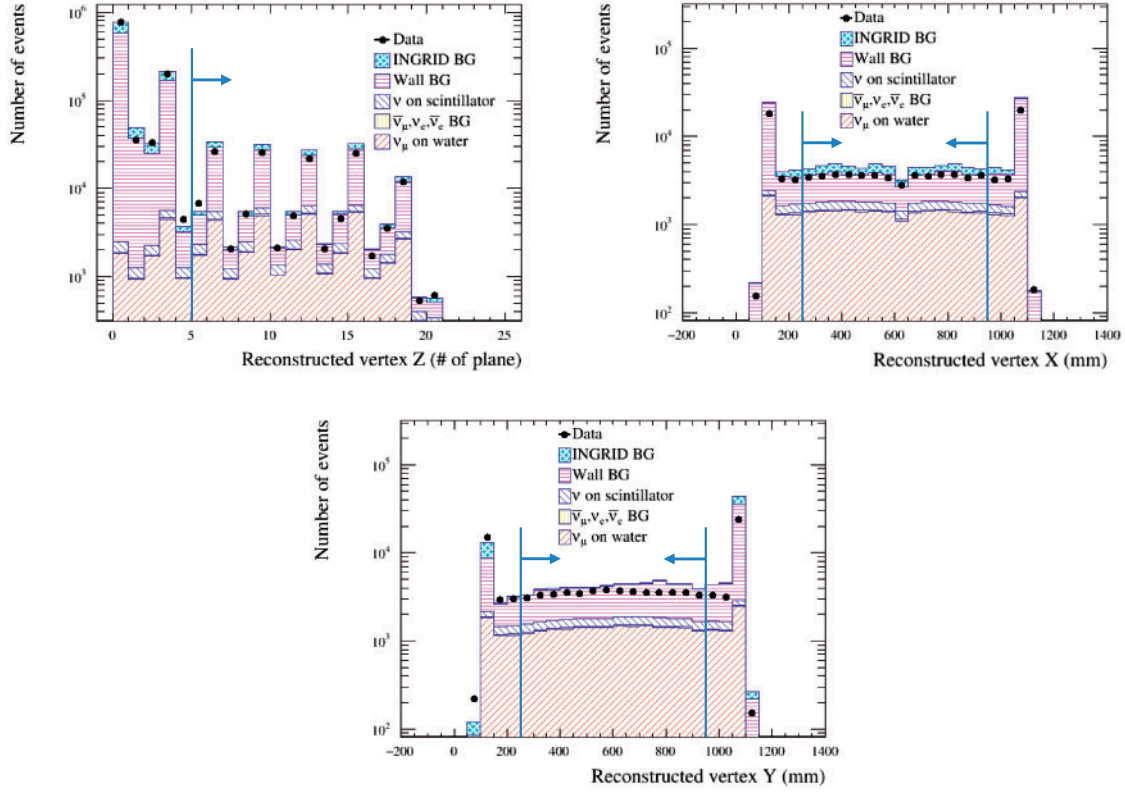 Number of events
10⁶
10⁵
10⁴
10³
Data
INGRID BG
Wall BG
ν on scintillator
ν̅μ,νe,ν̅e BG
νμ on water
0 5 10 15 20 25
Reconstructed vertex Z (# of plane)
Number of events
10⁵
10⁴
10³
10²
Data
INGRID BG
Wall BG
ν on scintillator
ν̅μ,νe,ν̅e BG
νμ on water
−200 0 200 400 600 800 1000 1200 1400
Reconstructed vertex X (mm)
Number of events
10⁵
10⁴
10³
10²
Data
INGRID BG
Wall BG
ν on scintillator
ν̅μ,νe,ν̅e BG
νμ on water
−200 0 200 400 600 800 1000 1200 1400
Reconstructed vertex Y (mm)